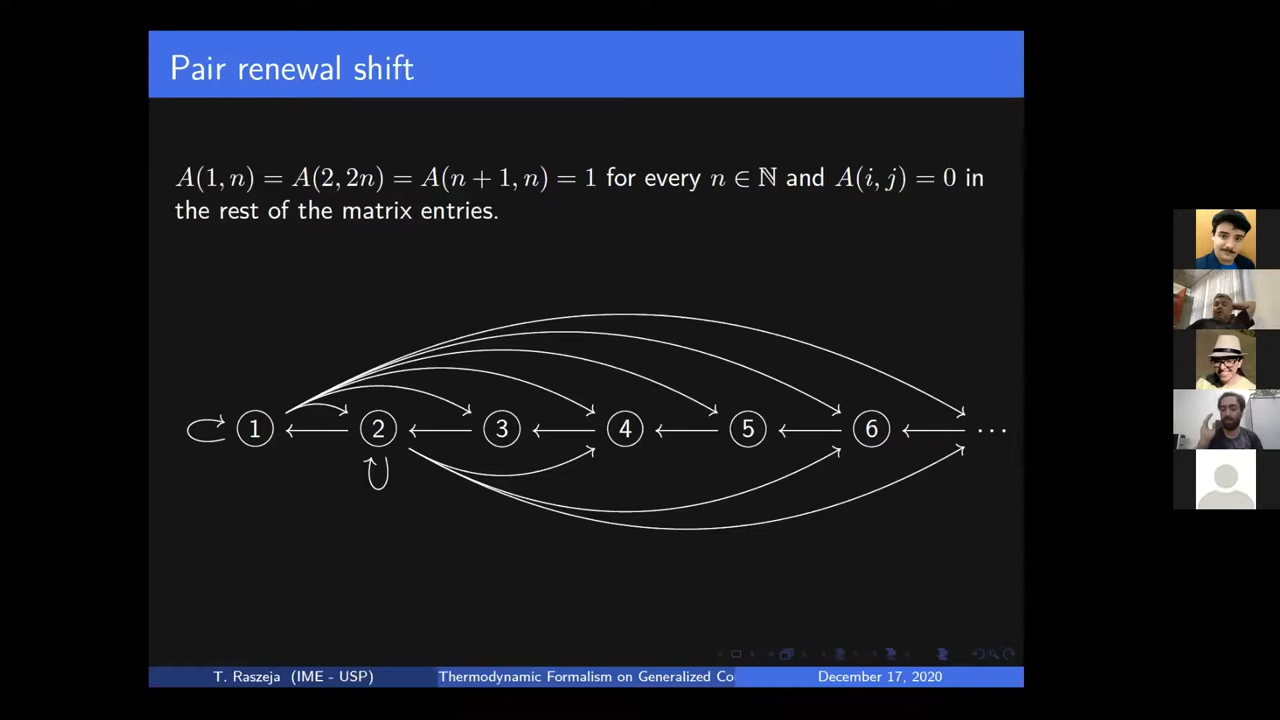 Pair renewal shift
A(1, n) = A(2, 2n) = A(n + 1, n) = 1 for every n ∈ ℕ and A(i, j) = 0 in
the rest of the matrix entries.
1 2 3 4 5 6 ···
T. Raszeja (IME - USP) Thermodynamic Formalism on Generalized Co December 17, 2020